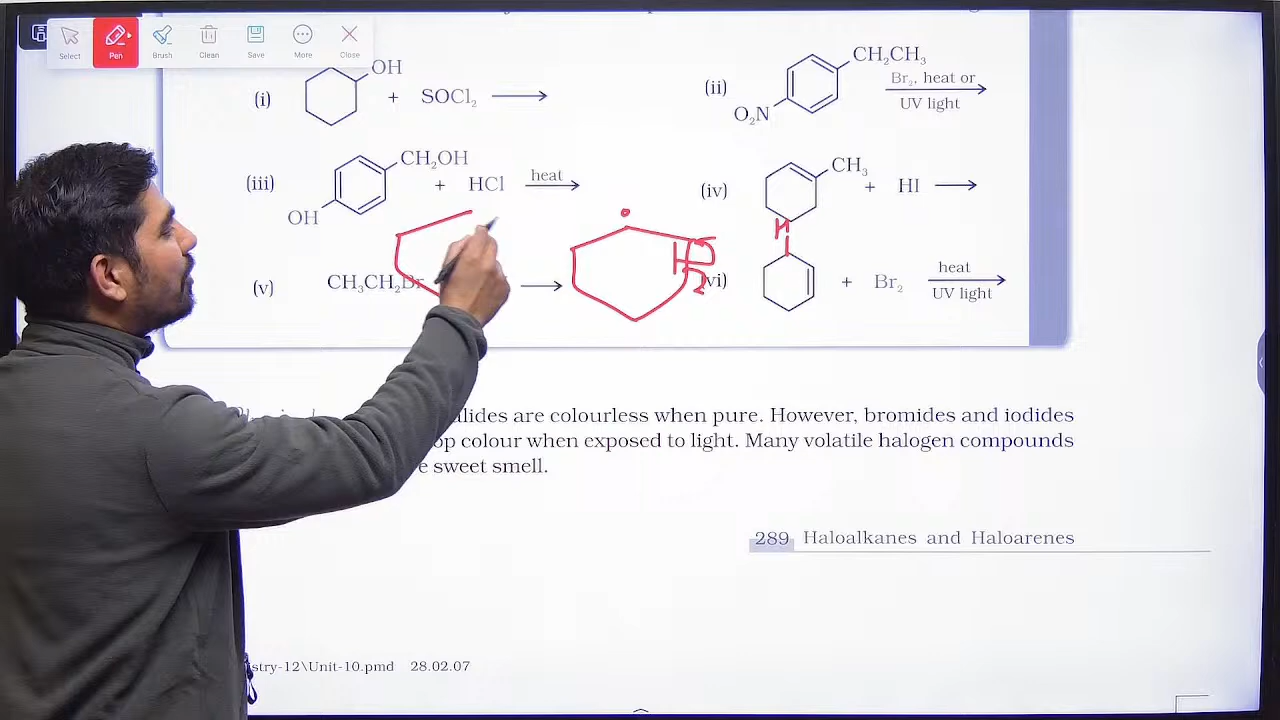 Select Pen Brush Clean Save More Close
(i) OH + SOCl₂ ⟶
(ii) CH₂CH₃ O₂N Br₂, heat or UV light
(iii) CH₂OH OH + HCl heat
(iv) CH₃ + HI ⟶
H
(v) CH₃CH₂Br ⟶
(vi) + Br₂ heat UV light
are colourless when pure. However, bromides and iodides
colour when exposed to light. Many volatile halogen compounds
sweet smell.
289 Haloalkanes and Haloarenes
stry-12\Unit-10.pmd 28.02.07